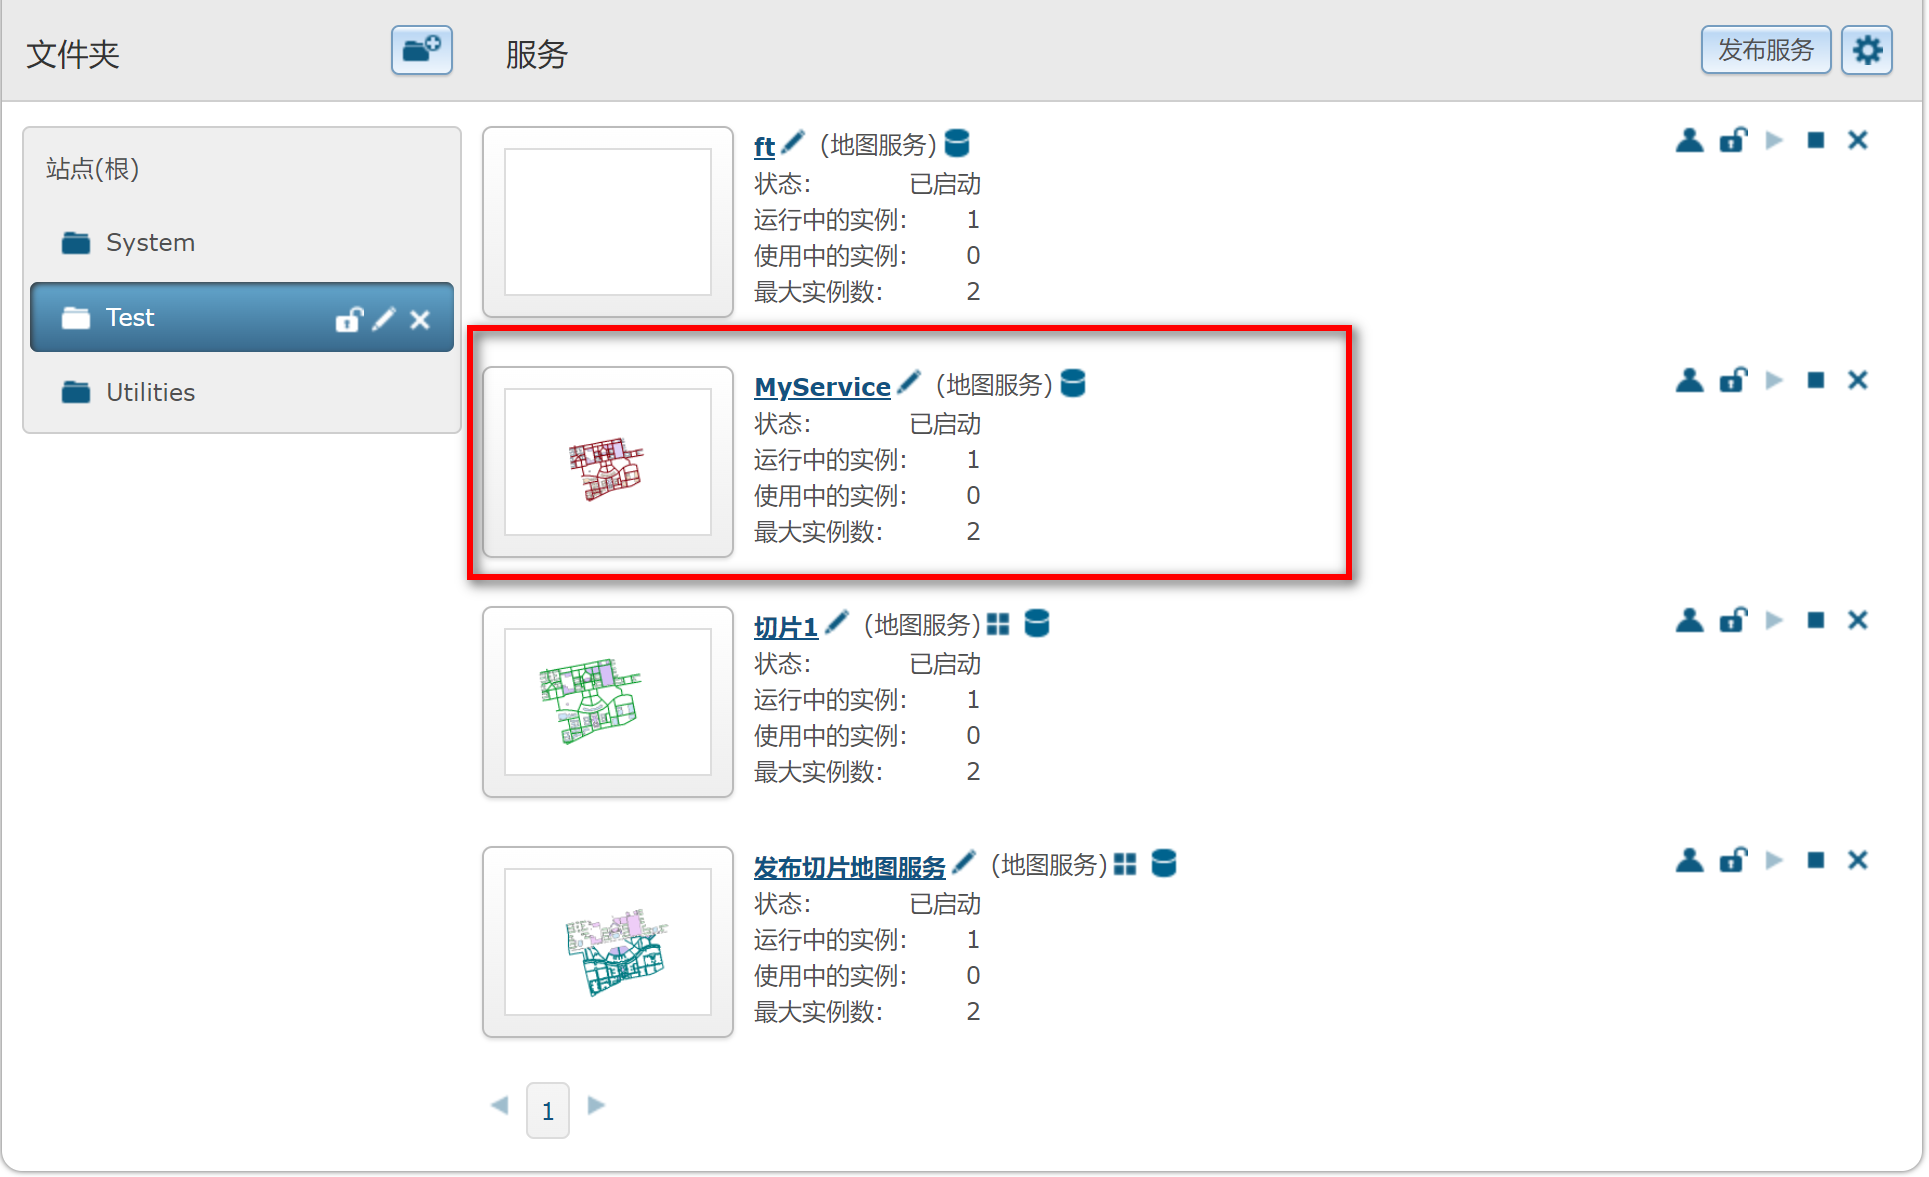 文件夹
服务
发布服务
站点(根)
System
Test
Utilities
ft (地图服务)
状态: 已启动
运行中的实例: 1
使用中的实例: 0
最大实例数: 2
MyService (地图服务)
状态: 已启动
运行中的实例: 1
使用中的实例: 0
最大实例数: 2
切片1 (地图服务)
状态: 已启动
运行中的实例: 1
使用中的实例: 0
最大实例数: 2
发布切片地图服务 (地图服务)
状态: 已启动
运行中的实例: 1
使用中的实例: 0
最大实例数: 2
1